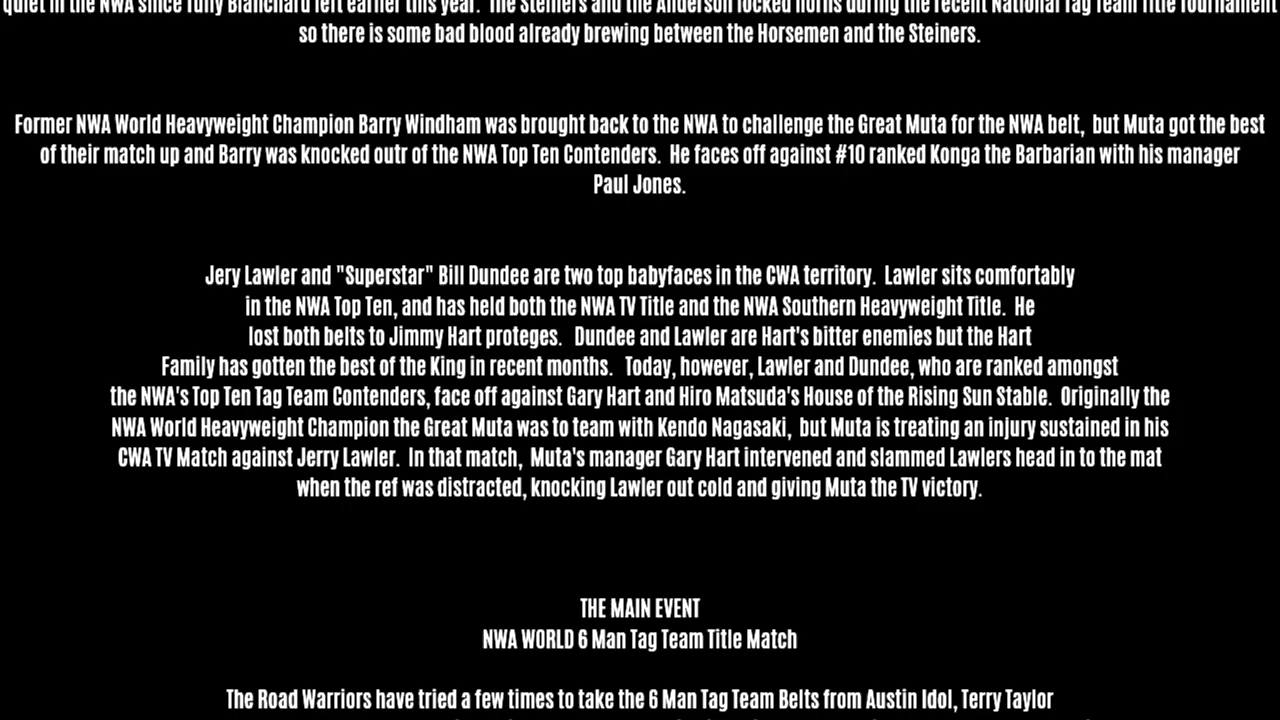 quiet in the NWA since Tully Blanchard left earlier this year.  The Steiners and the Anderson locked horns during the recent National Tag Team Title Tournament
so there is some bad blood already brewing between the Horsemen and the Steiners.
Former NWA World Heavyweight Champion Barry Windham was brought back to the NWA to challenge the Great Muta for the NWA belt,  but Muta got the best
of their match up and Barry was knocked outr of the NWA Top Ten Contenders.  He faces off against #10 ranked Konga the Barbarian with his manager
Paul Jones.
Jery Lawler and "Superstar" Bill Dundee are two top babyfaces in the CWA territory.  Lawler sits comfortably
in the NWA Top Ten, and has held both the NWA TV Title and the NWA Southern Heavyweight Title.  He
lost both belts to Jimmy Hart proteges.   Dundee and Lawler are Hart's bitter enemies but the Hart
Family has gotten the best of the King in recent months.   Today, however, Lawler and Dundee, who are ranked amongst
the NWA's Top Ten Tag Team Contenders, face off against Gary Hart and Hiro Matsuda's House of the Rising Sun Stable.  Originally the
NWA World Heavyweight Champion the Great Muta was to team with Kendo Nagasaki,  but Muta is treating an injury sustained in his
CWA TV Match against Jerry Lawler.  In that match,  Muta's manager Gary Hart intervened and slammed Lawlers head in to the mat
when the ref was distracted, knocking Lawler out cold and giving Muta the TV victory.
THE MAIN EVENT
NWA WORLD 6 Man Tag Team Title Match
The Road Warriors have tried a few times to take the 6 Man Tag Team Belts from Austin Idol, Terry Taylor